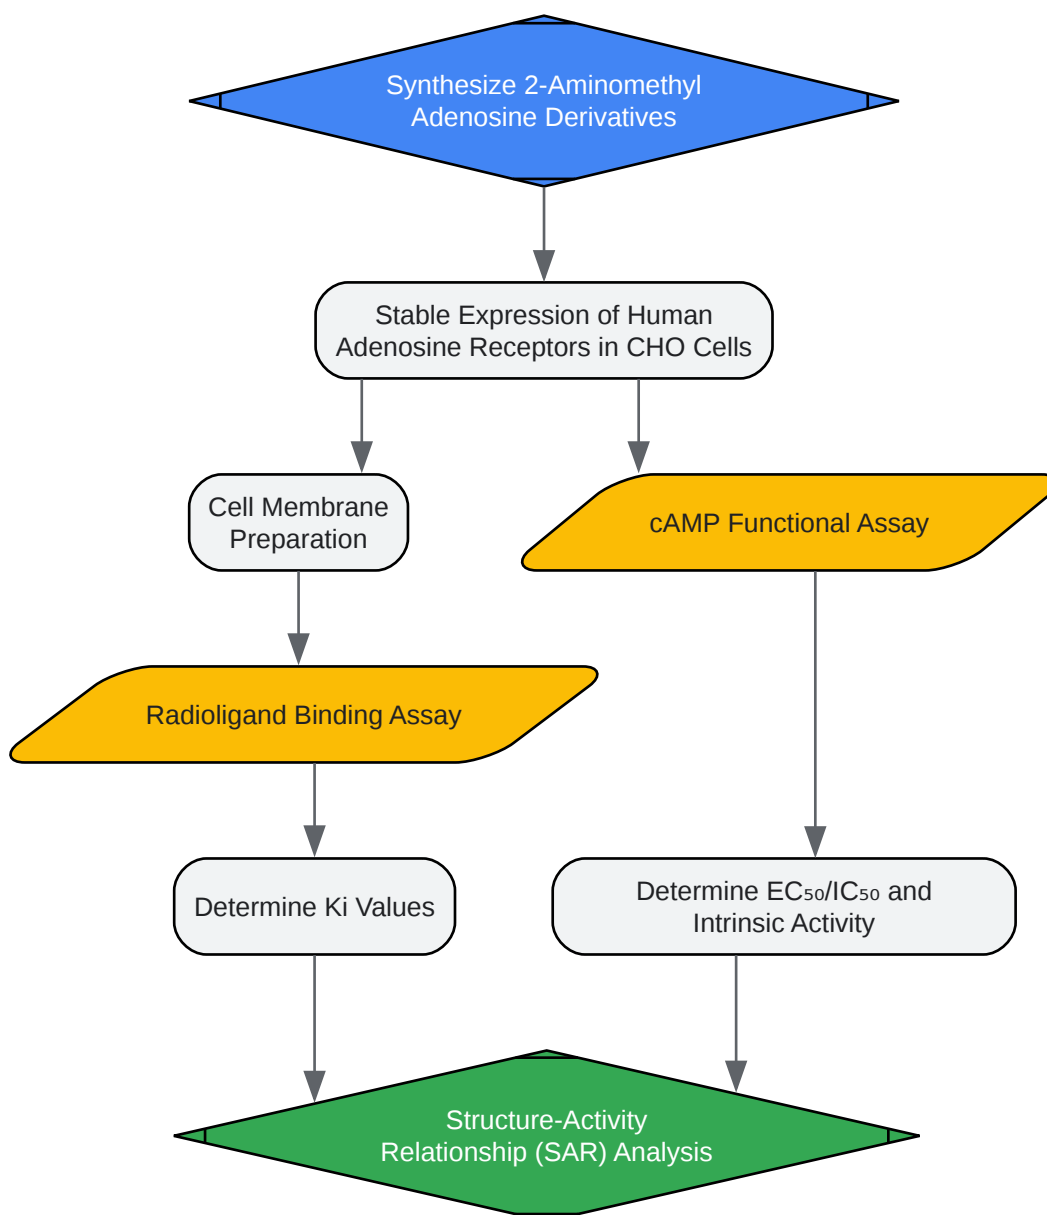 Synthesize 2-Aminomethyl
Adenosine Derivatives
Stable Expression of Human
Adenosine Receptors in CHO Cells
Cell Membrane
Preparation
cAMP Functional Assay
Radioligand Binding Assay
Determine Ki Values
Determine EC₅₀/IC₅₀ and
Intrinsic Activity
Structure-Activity
Relationship (SAR) Analysis